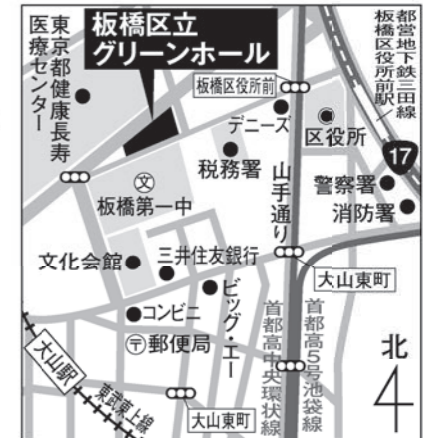 板橋区立
グリーンホール
東京都健康長寿
医療センター
板橋区役所前
都営地下鉄三田線
板橋区役所前駅
デニーズ
区役所
17
税務署
山手通り
警察署
消防署
文
板橋第一中
文化会館
三井住友銀行
大山東町
ビッグ・エー
コンビニ
〒郵便局
首都高中央環状線
首都高5号池袋線
北
大山駅
東武東上線
大山東町